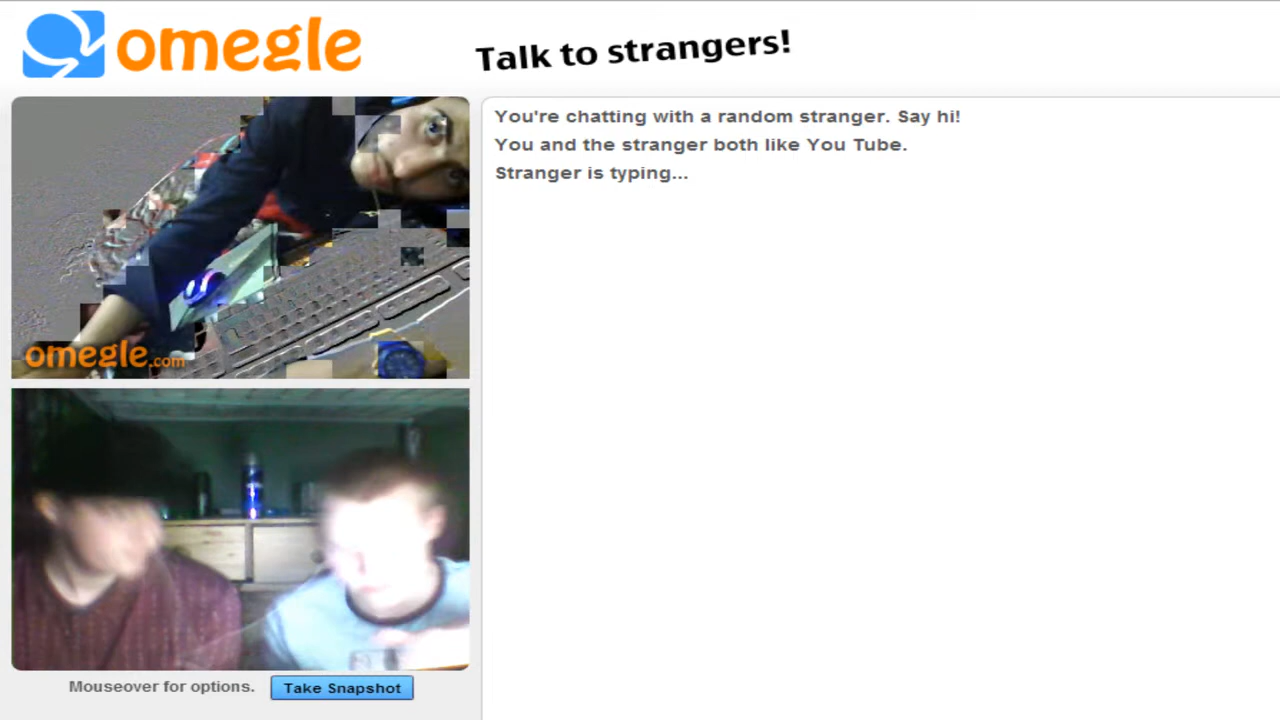 omegle
Talk to strangers!
You're chatting with a random stranger. Say hi!
You and the stranger both like You Tube.
Stranger is typing...
omegle.com
Mouseover for options.
Take Snapshot